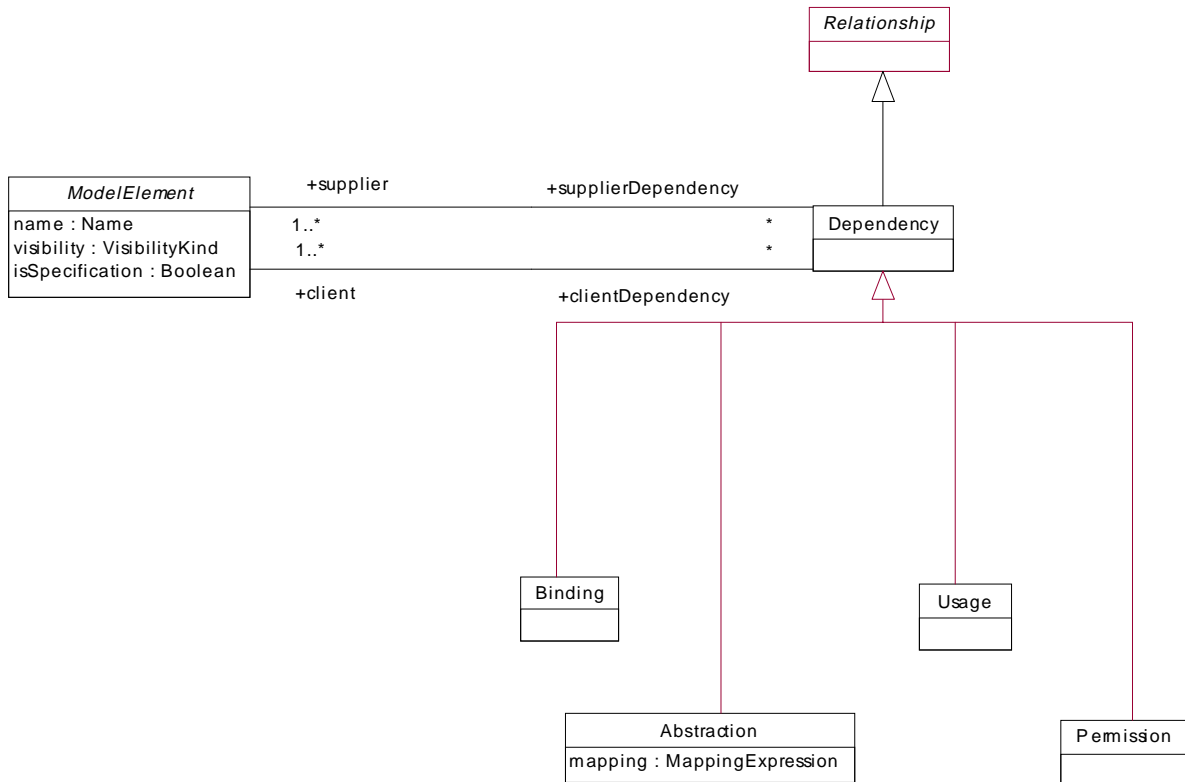 Relationship
ModelElement
name : Name
visibility : VisibilityKind
isSpecification : Boolean
+supplier
+supplierDependency
1..*
*
1..*
*
+client
+clientDependency
Dependency
Binding
Usage
Abstraction
mapping : MappingExpression
Permission